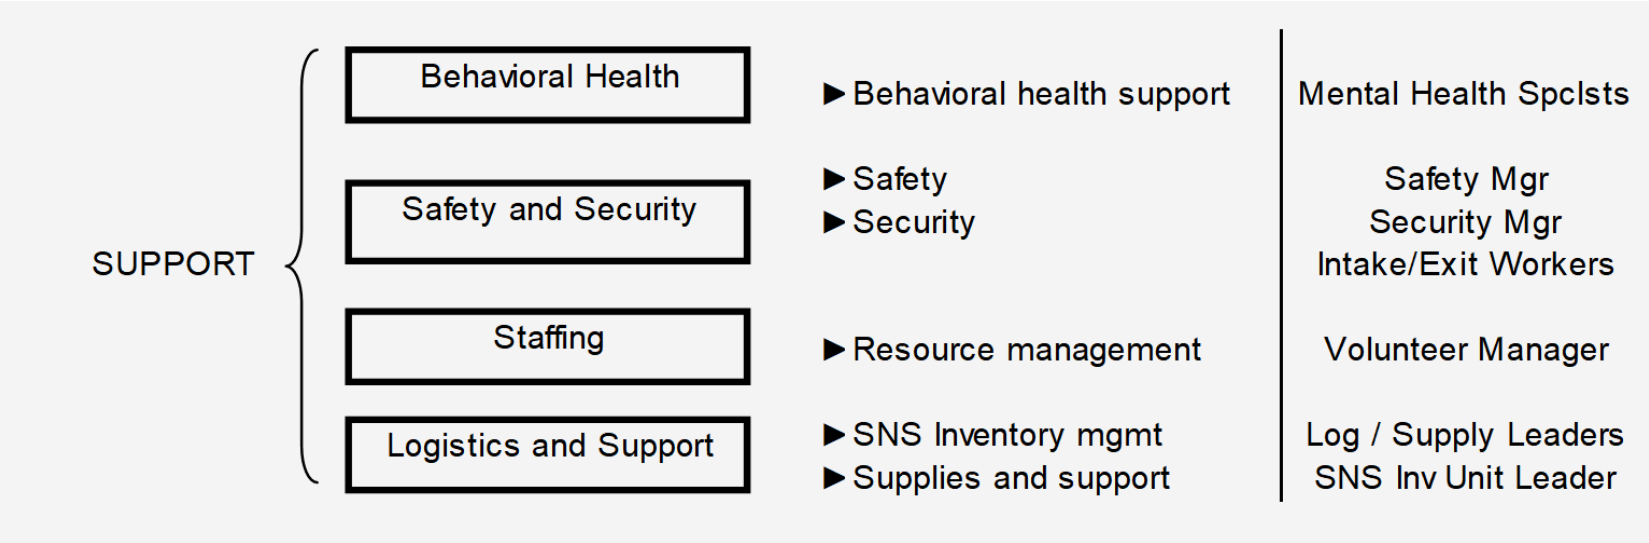 Behavioral Health
► Behavioral health support
Mental Health Spclsts
Safety and Security
► Safety
Safety Mgr
► Security
Security Mgr
Intake/Exit Workers
SUPPORT
Staffing
► Resource management
Volunteer Manager
Logistics and Support
► SNS Inventory mgmt
Log / Supply Leaders
► Supplies and support
SNS Inv Unit Leader